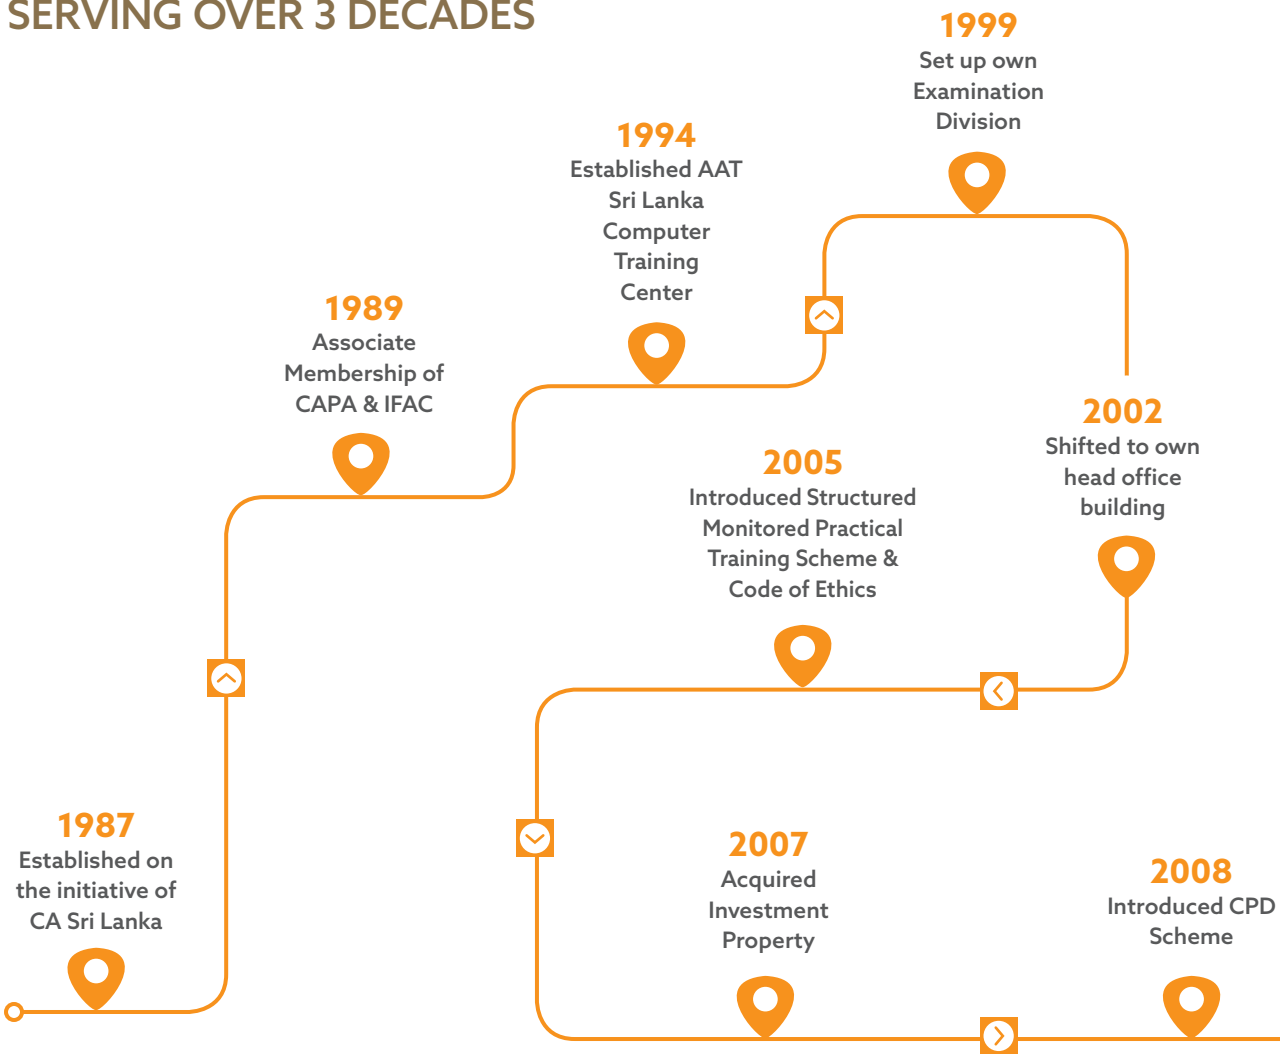 SERVING OVER 3 DECADES
1987
Established on
the initiative of
CA Sri Lanka
1989
Associate
Membership of
CAPA & IFAC
1994
Established AAT
Sri Lanka
Computer
Training
Center
1999
Set up own
Examination
Division
2002
Shifted to own
head office
building
2005
Introduced Structured
Monitored Practical
Training Scheme &
Code of Ethics
2007
Acquired
Investment
Property
2008
Introduced CPD
Scheme